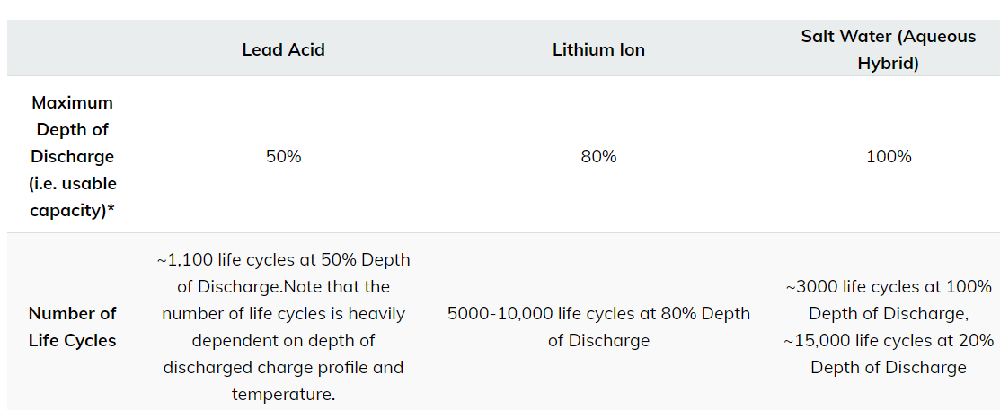 Lead Acid
Lithium Ion
Salt Water (Aqueous
Hybrid)
Maximum
Depth of
Discharge
(i.e. usable
capacity)*
50%
80%
100%
Number of
Life Cycles
~1,100 life cycles at 50% Depth
of Discharge.Note that the
number of life cycles is heavily
dependent on depth of
discharged charge profile and
temperature.
5000-10,000 life cycles at 80% Depth
of Discharge
~3000 life cycles at 100%
Depth of Discharge,
~15,000 life cycles at 20%
Depth of Discharge